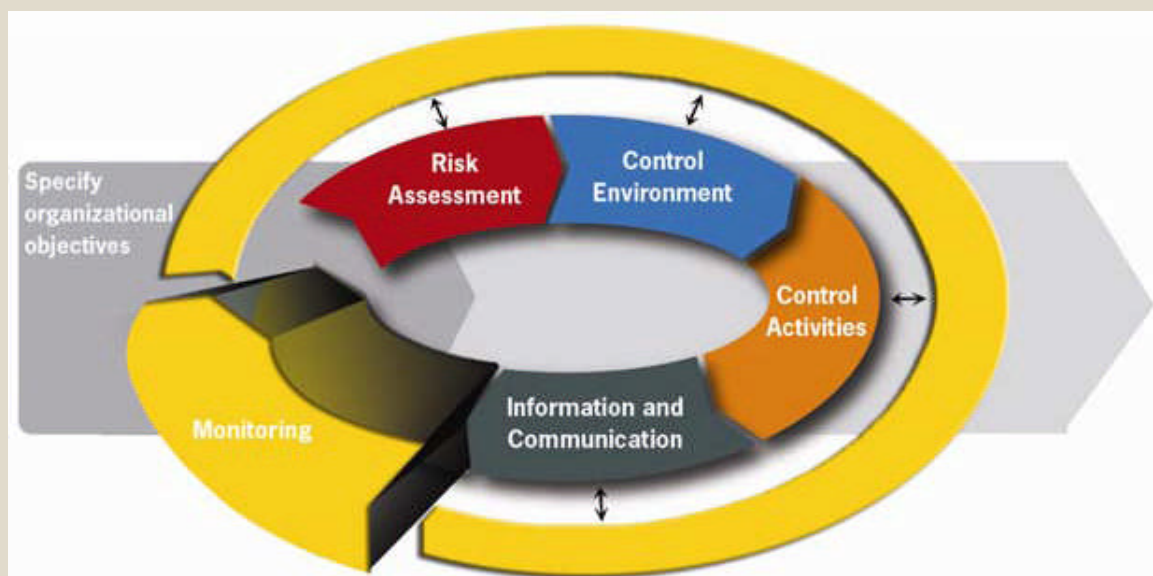 Specify
organizational
objectives
Risk
Assessment
Control
Environment
Control
Activities
Information and
Communication
Monitoring